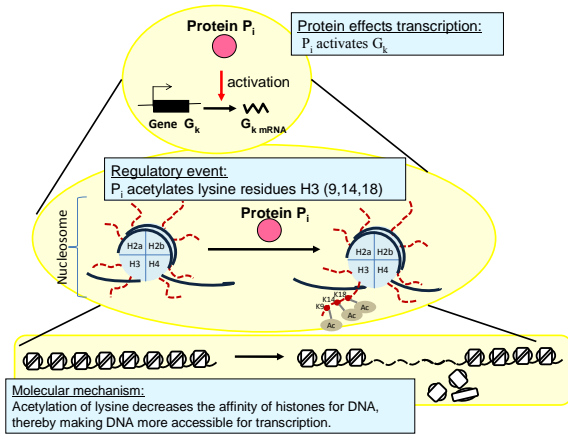 Protein Pi
Protein effects transcription:
Pi activates Gk
activation
Gene Gk
Gk mRNA
Regulatory event:
Pi acetylates lysine residues H3 (9,14,18)
Nucleosome
Protein Pi
H2a H2b
H3 H4
H2a H2b
H3 H4
K18
K14
K9
Ac
Ac
Ac
Molecular mechanism:
Acetylation of lysine decreases the affinity of histones for DNA,
thereby making DNA more accessible for transcription.